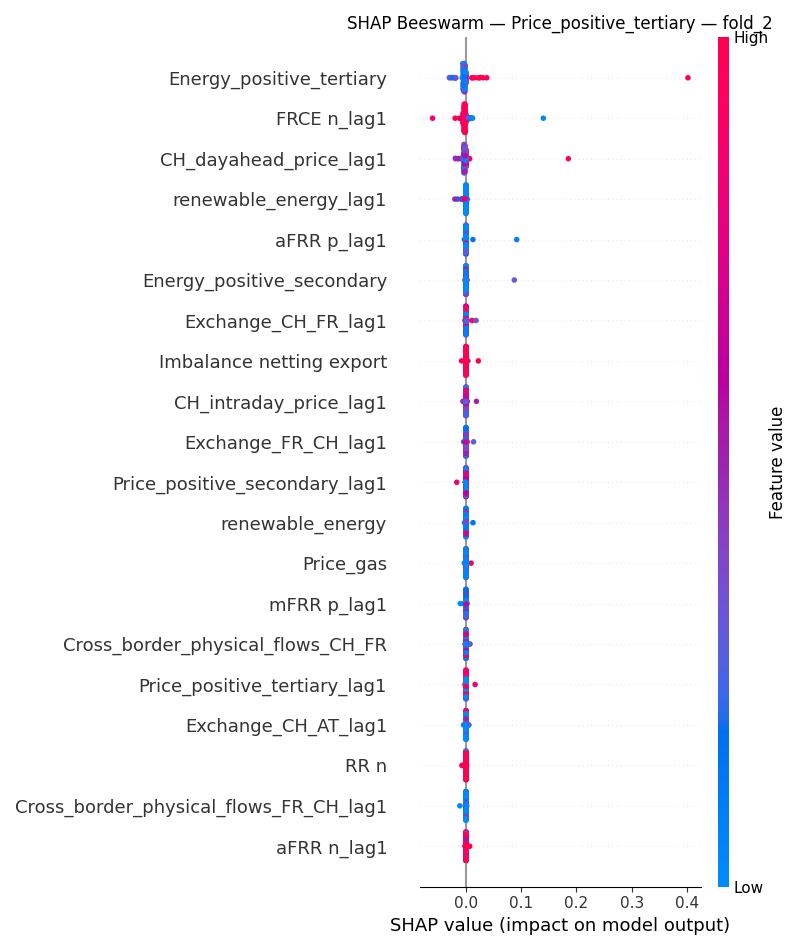 SHAP Beeswarm — Price_positive_tertiary — fold_2
High
Energy_positive_tertiary
FRCE n_lag1
CH_dayahead_price_lag1
renewable_energy_lag1
aFRR p_lag1
Energy_positive_secondary
Exchange_CH_FR_lag1
Imbalance netting export
CH_intraday_price_lag1
Exchange_FR_CH_lag1
Price_positive_secondary_lag1
renewable_energy
Price_gas
mFRR p_lag1
Cross_border_physical_flows_CH_FR
Price_positive_tertiary_lag1
Exchange_CH_AT_lag1
RR n
Cross_border_physical_flows_FR_CH_lag1
aFRR n_lag1
Feature value
Low
0.0 0.1 0.2 0.3 0.4
SHAP value (impact on model output)